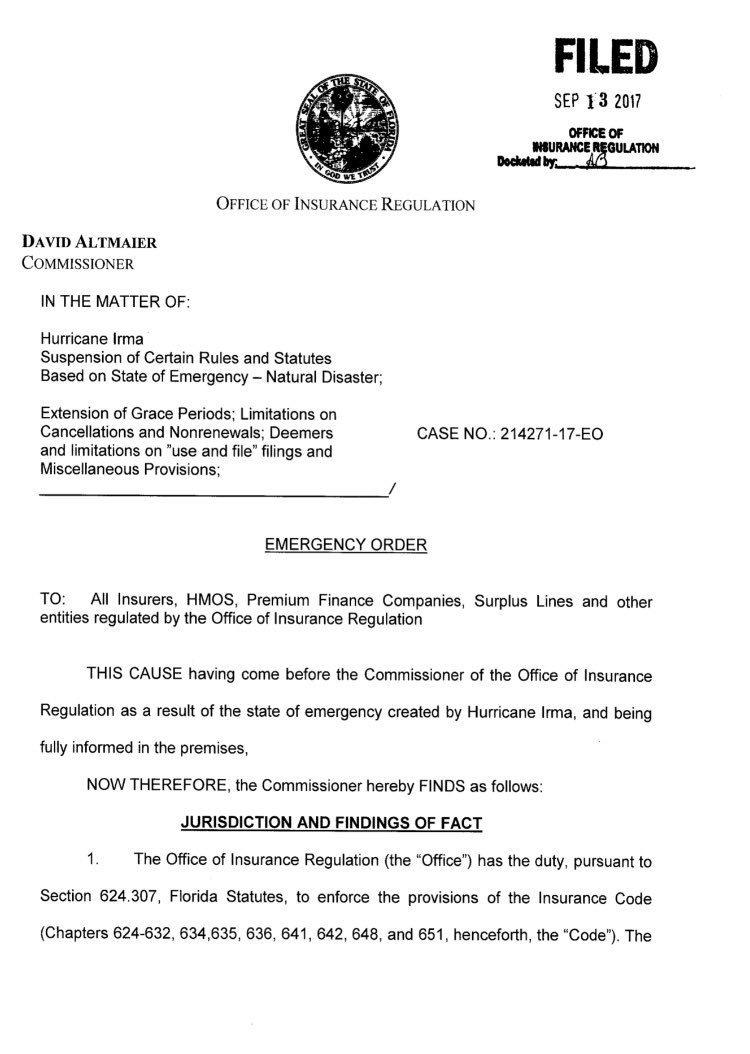 FILED
SEP 13 2017
OFFICE OF
INSURANCE REGULATION
Docketed by: AB
GREAT SEAL OF THE STATE OF FLORIDA
IN GOD WE TRUST
OFFICE OF INSURANCE REGULATION
DAVID ALTMAIER
COMMISSIONER
IN THE MATTER OF:
Hurricane Irma
Suspension of Certain Rules and Statutes
Based on State of Emergency – Natural Disaster;
Extension of Grace Periods; Limitations on
Cancellations and Nonrenewals; Deemers
and limitations on "use and file" filings and
Miscellaneous Provisions;
/
CASE NO.: 214271-17-EO
EMERGENCY ORDER
TO: All Insurers, HMOS, Premium Finance Companies, Surplus Lines and other
entities regulated by the Office of Insurance Regulation
THIS CAUSE having come before the Commissioner of the Office of Insurance
Regulation as a result of the state of emergency created by Hurricane Irma, and being
fully informed in the premises,
NOW THEREFORE, the Commissioner hereby FINDS as follows:
JURISDICTION AND FINDINGS OF FACT
1. The Office of Insurance Regulation (the “Office”) has the duty, pursuant to
Section 624.307, Florida Statutes, to enforce the provisions of the Insurance Code
(Chapters 624-632, 634,635, 636, 641, 642, 648, and 651, henceforth, the “Code”). The